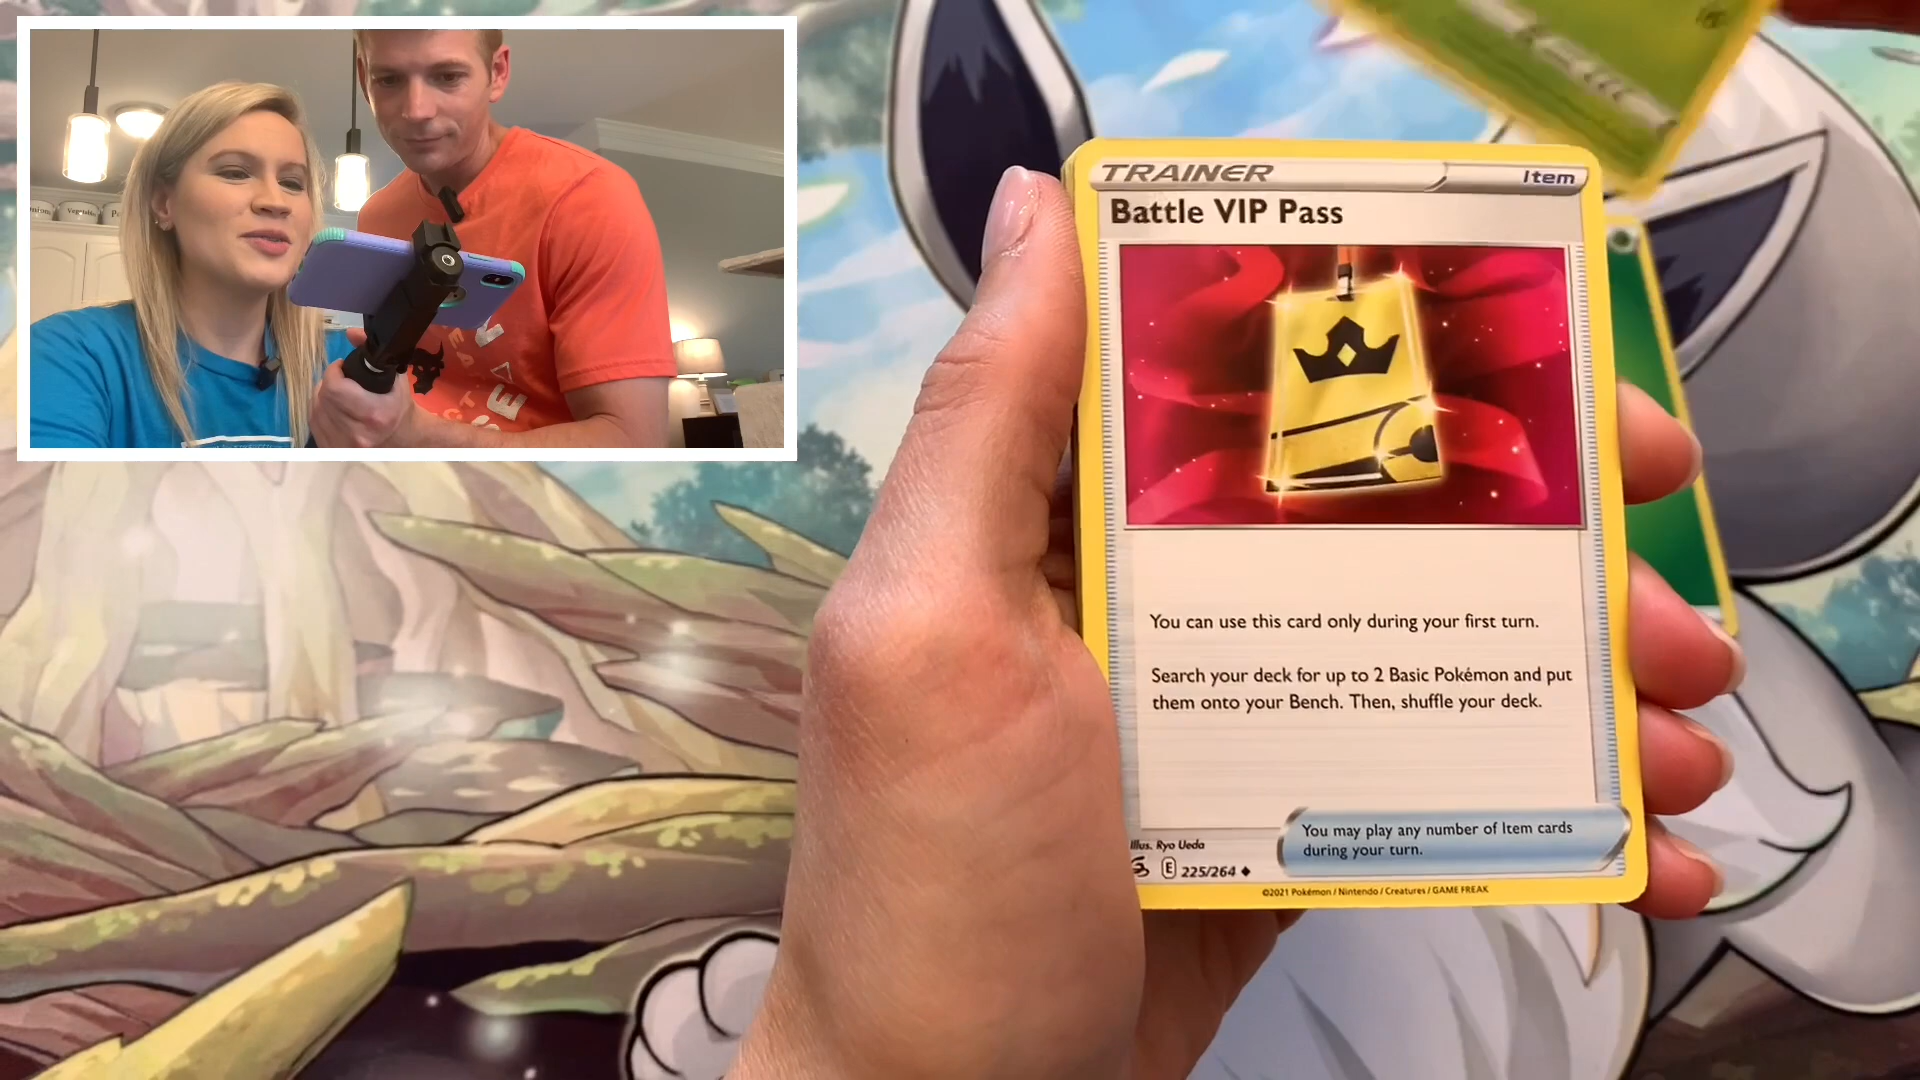 Vegetables
TRAINER
Item
Battle VIP Pass
You can use this card only during your first turn.
Search your deck for up to 2 Basic Pokémon and put
them onto your Bench. Then, shuffle your deck.
You may play any number of Item cards
during your turn.
Illus. Ryo Ueda
E 225/264
©2021 Pokémon / Nintendo / Creatures / GAME FREAK